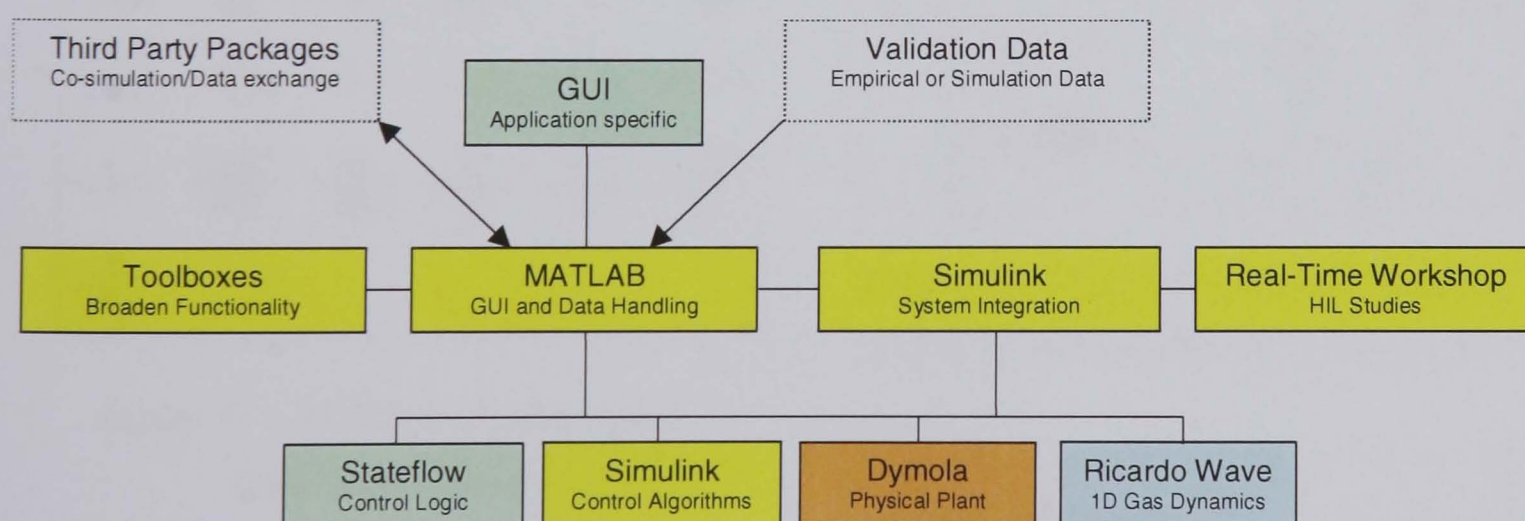 Third Party Packages
Co-simulation/Data exchange
GUI
Application specific
Validation Data
Empirical or Simulation Data
Toolboxes
Broaden Functionality
MATLAB
GUI and Data Handling
Simulink
System Integration
Real-Time Workshop
HIL Studies
Stateflow
Control Logic
Simulink
Control Algorithms
Dymola
Physical Plant
Ricardo Wave
1D Gas Dynamics